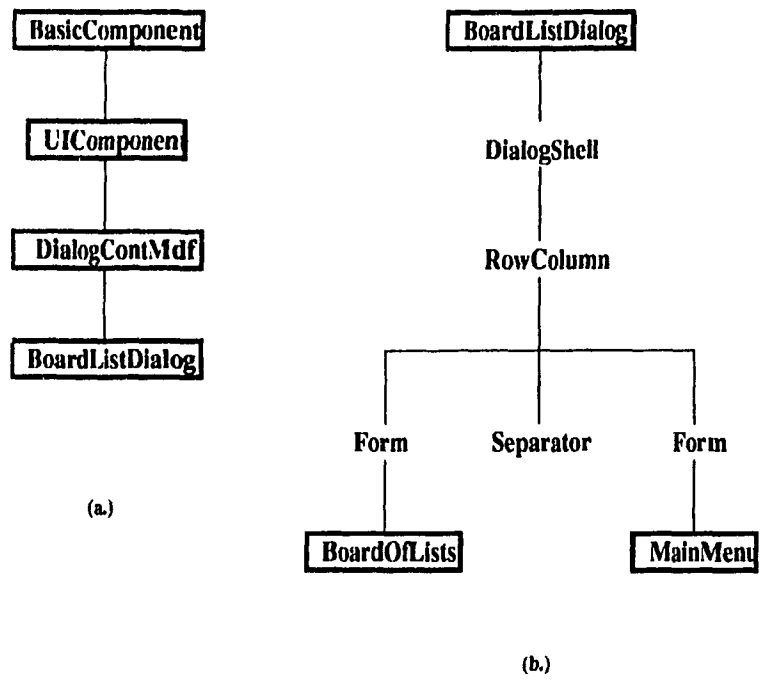 BasicComponent
UIComponent
DialogContMdf
BoardListDialog
(a.)
BoardListDialog
DialogShell
RowColumn
Form Separator Form
BoardOfLists MainMenu
(b.)